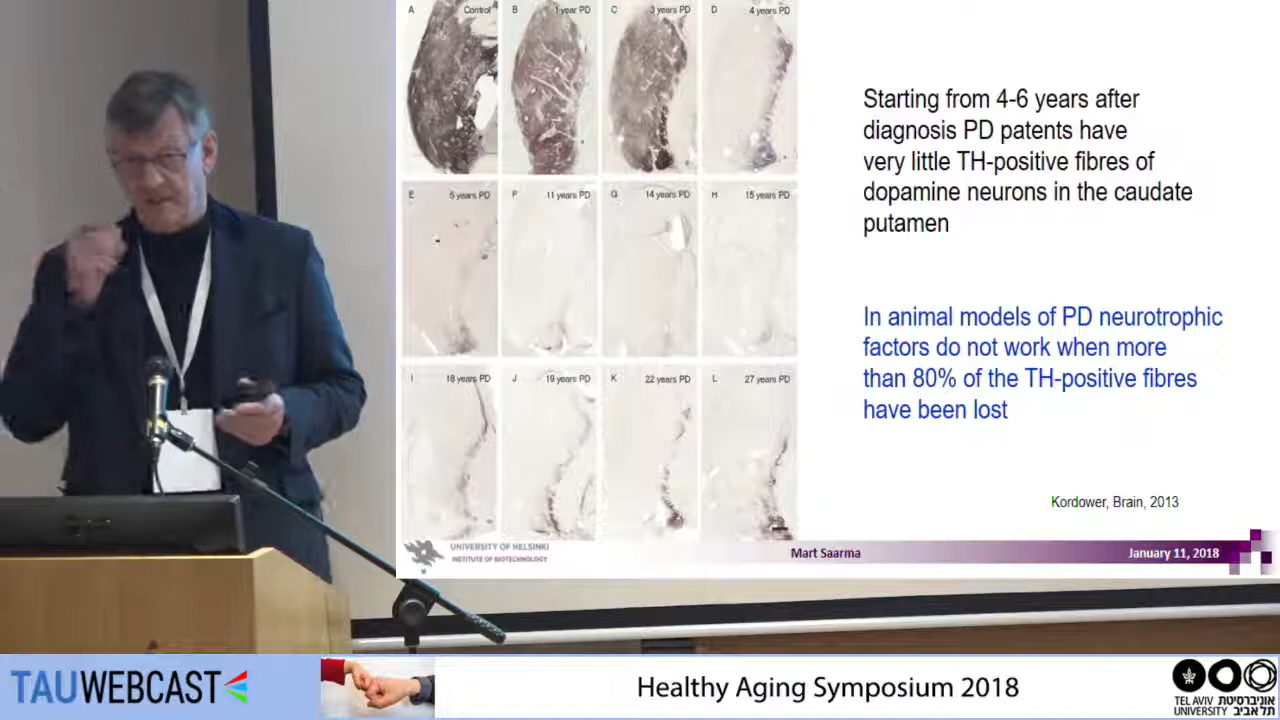 A Control
B 1 year PD
C 3 years PD
D 4 years PD
E 5 years PD
F 11 years PD
G 14 years PD
H 15 years PD
I 18 years PD
J 19 years PD
K 22 years PD
L 27 years PD
Starting from 4-6 years after
diagnosis PD patents have
very little TH-positive fibres of
dopamine neurons in the caudate
putamen
In animal models of PD neurotrophic
factors do not work when more
than 80% of the TH-positive fibres
have been lost
Kordower, Brain, 2013
UNIVERSITY OF HELSINKI
INSTITUTE OF BIOTECHNOLOGY
Mart Saarma
January 11, 2018
TAUWEBCAST
Healthy Aging Symposium 2018
TEL AVIV אוניברסיטת
UNIVERSITY תל אביב